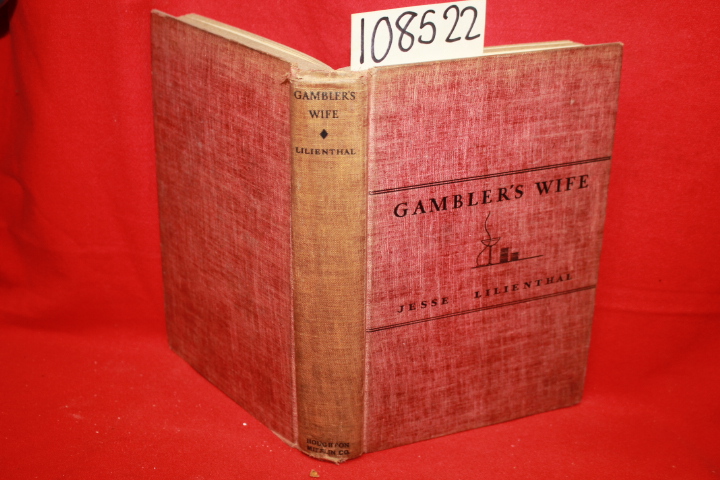 108522
GAMBLER'S
WIFE
LILIENTHAL
HOUGHTON
MIFFLIN CO
GAMBLER'S WIFE
JESSE LILIENTHAL